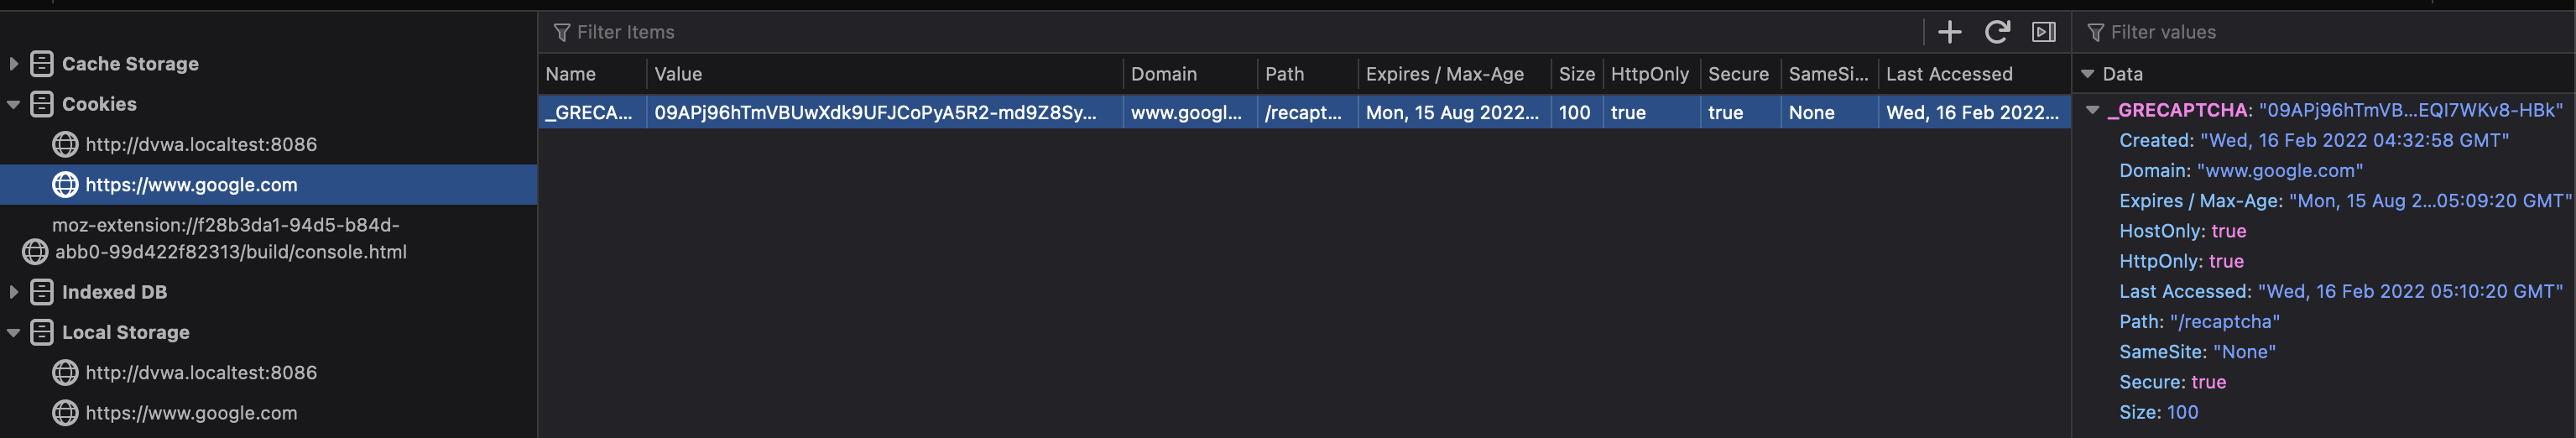 Filter Items
Filter values
Cache Storage
Cookies
http://dvwa.localtest:8086
https://www.google.com
moz-extension://f28b3da1-94d5-b84d-
abb0-99d422f82313/build/console.html
Indexed DB
Local Storage
http://dvwa.localtest:8086
https://www.google.com
Name Value Domain Path Expires / Max-Age Size HttpOnly Secure SameSi... Last Accessed
_GRECA... 09APj96hTmVBUwXdk9UFJCoPyA5R2-md9Z8Sy... www.googl... /recapt... Mon, 15 Aug 2022... 100 true true None Wed, 16 Feb 2022...
Data
_GRECAPTCHA: "09APj96hTmVB...EQI7WKv8-HBk"
Created: "Wed, 16 Feb 2022 04:32:58 GMT"
Domain: "www.google.com"
Expires / Max-Age: "Mon, 15 Aug 2...05:09:20 GMT"
HostOnly: true
HttpOnly: true
Last Accessed: "Wed, 16 Feb 2022 05:10:20 GMT"
Path: "/recaptcha"
SameSite: "None"
Secure: true
Size: 100